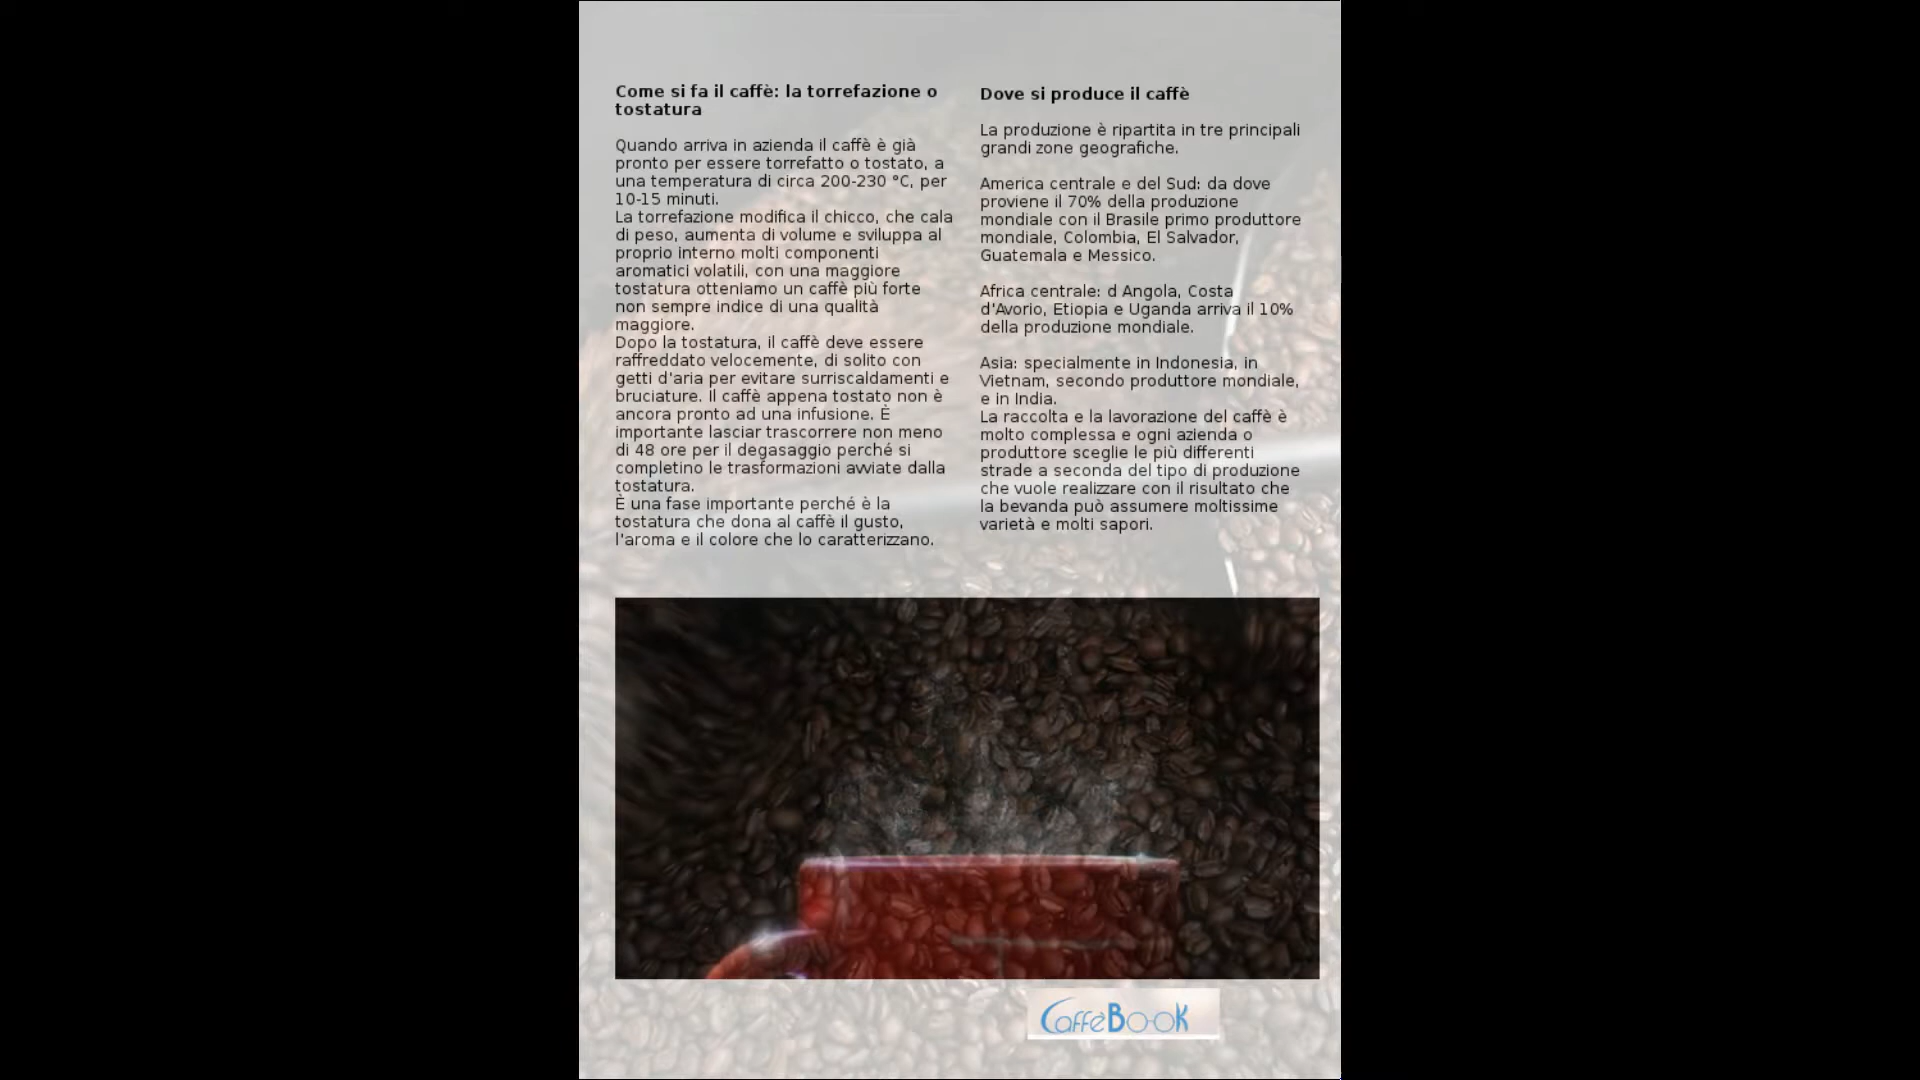 Come si fa il caffè: la torrefazione o
tostatura
Quando arriva in azienda il caffè è già
pronto per essere torrefatto o tostato, a
una temperatura di circa 200-230 °C, per
10-15 minuti.
La torrefazione modifica il chicco, che cala
di peso, aumenta di volume e sviluppa al
proprio interno molti componenti
aromatici volatili, con una maggiore
tostatura otteniamo un caffè più forte
non sempre indice di una qualità
maggiore.
Dopo la tostatura, il caffè deve essere
raffreddato velocemente, di solito con
getti d'aria per evitare surriscaldamenti e
bruciature. Il caffè appena tostato non è
ancora pronto ad una infusione. È
importante lasciar trascorrere non meno
di 48 ore per il degasaggio perché si
completino le trasformazioni avviate dalla
tostatura.
È una fase importante perché è la
tostatura che dona al caffè il gusto,
l'aroma e il colore che lo caratterizzano.
Dove si produce il caffè
La produzione è ripartita in tre principali
grandi zone geografiche.
America centrale e del Sud: da dove
proviene il 70% della produzione
mondiale con il Brasile primo produttore
mondiale, Colombia, El Salvador,
Guatemala e Messico.
Africa centrale: d Angola, Costa
d'Avorio, Etiopia e Uganda arriva il 10%
della produzione mondiale.
Asia: specialmente in Indonesia, in
Vietnam, secondo produttore mondiale,
e in India.
La raccolta e la lavorazione del caffè è
molto complessa e ogni azienda o
produttore sceglie le più differenti
strade a seconda del tipo di produzione
che vuole realizzare con il risultato che
la bevanda può assumere moltissime
varietà e molti sapori.
CaffèBooK